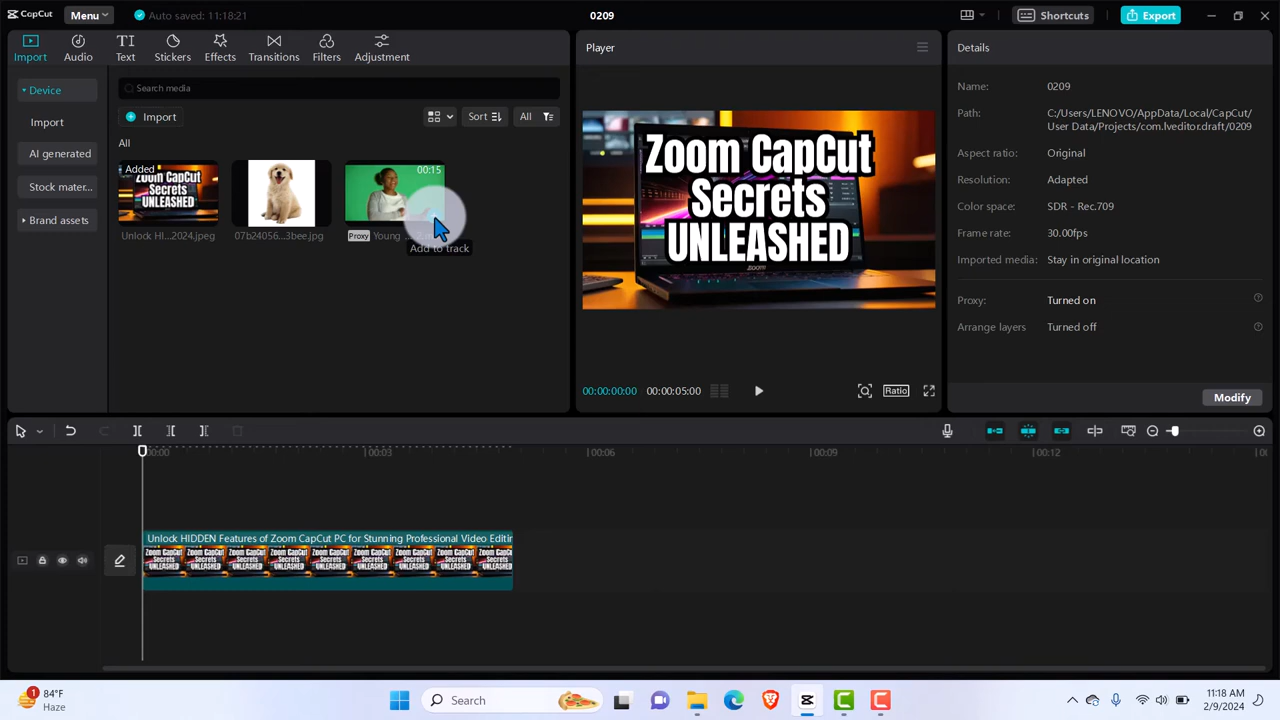 CapCut
Menu
Auto saved: 11:18:21
0209
Shortcuts
Export
Import
Audio
Text
Stickers
Effects
Transitions
Filters
Adjustment
Player
Details
Device
Import
AI generated
Stock mater...
Brand assets
Search media
Import
Sort
All
All
Added
Zoom CapCut
Secrets
UNLEASHED
00:15
Unlock HI...2024.jpeg
07b24056...3bee.jpg
Proxy
Young
Add to track
Zoom CapCut
Secrets
UNLEASHED
00:00:00:00
00:00:05:00
Ratio
Name:
0209
Path:
C:/Users/LENOVO/AppData/Local/CapCut/
User Data/Projects/com.lveditor.draft/0209
Aspect ratio:
Original
Resolution:
Adapted
Color space:
SDR - Rec.709
Frame rate:
30.00fps
Imported media:
Stay in original location
Proxy:
Turned on
Arrange layers
Turned off
Modify
00:00
00:03
00:06
00:09
00:12
Unlock HIDDEN Features of Zoom CapCut PC for Stunning Professional Video Editin
1
84°F
Haze
Search
11:18 AM
2/9/2024